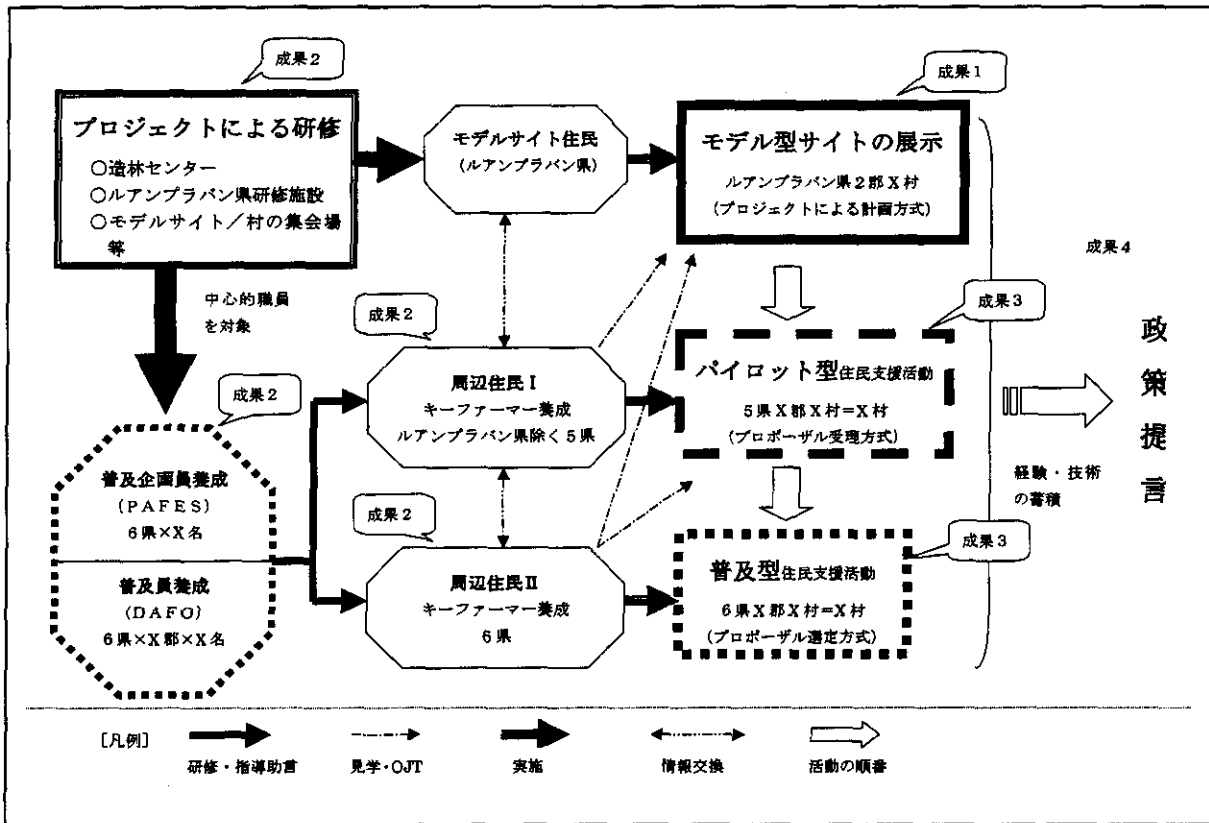 成果2
プロジェクトによる研修
○造林センター
○ルアンプラバン県研修施設
○モデルサイト/村の集会場
等
モデルサイト住民
(ルアンプラバン県)
成果1
モデル型サイトの展示
ルアンプラバン県2郡X村
(プロジェクトによる計画方式)
中心的職員
を対象
成果2
普及企画員養成
(PAFES)
6県×X名
普及員養成
(DAFO)
6県×X郡×X名
成果2
周辺住民Ⅰ
キーファーマー養成
ルアンプラバン県除く5県
成果2
周辺住民Ⅱ
キーファーマー養成
6県
成果3
パイロット型住民支援活動
5県X郡X村=X村
(プロポーザル受理方式)
成果3
普及型住民支援活動
6県X郡X村=X村
(プロポーザル選定方式)
成果4
政策提言
経験・技術
の蓄積
[凡例]
研修・指導助言
見学・OJT
実施
情報交換
活動の順番